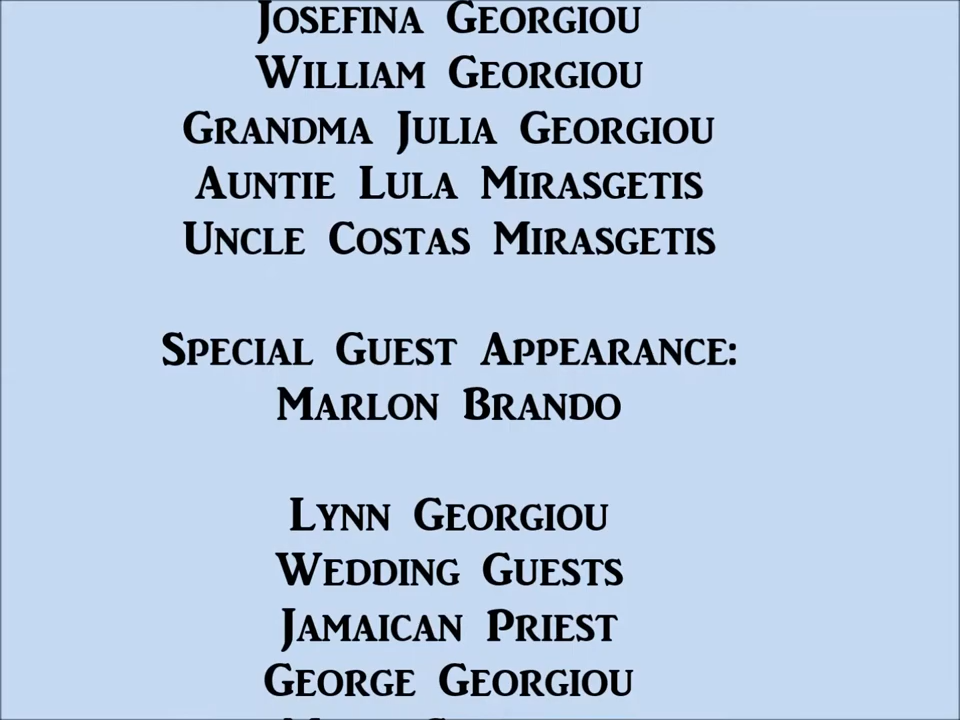 Josefina Georgiou
William Georgiou
Grandma Julia Georgiou
Auntie Lula Mirasgetis
Uncle Costas Mirasgetis
Special Guest Appearance:
Marlon Brando
Lynn Georgiou
Wedding Guests
Jamaican Priest
George Georgiou